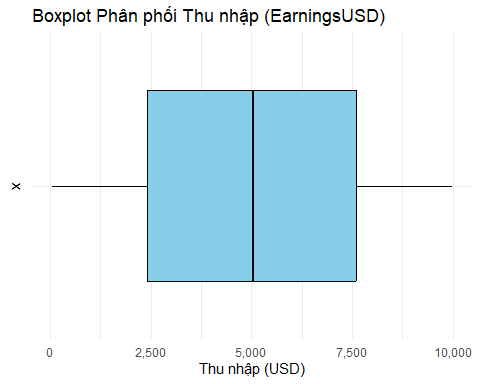 Boxplot Phân phối Thu nhập (EarningsUSD)
x
0 2,500 5,000 7,500 10,000
Thu nhập (USD)